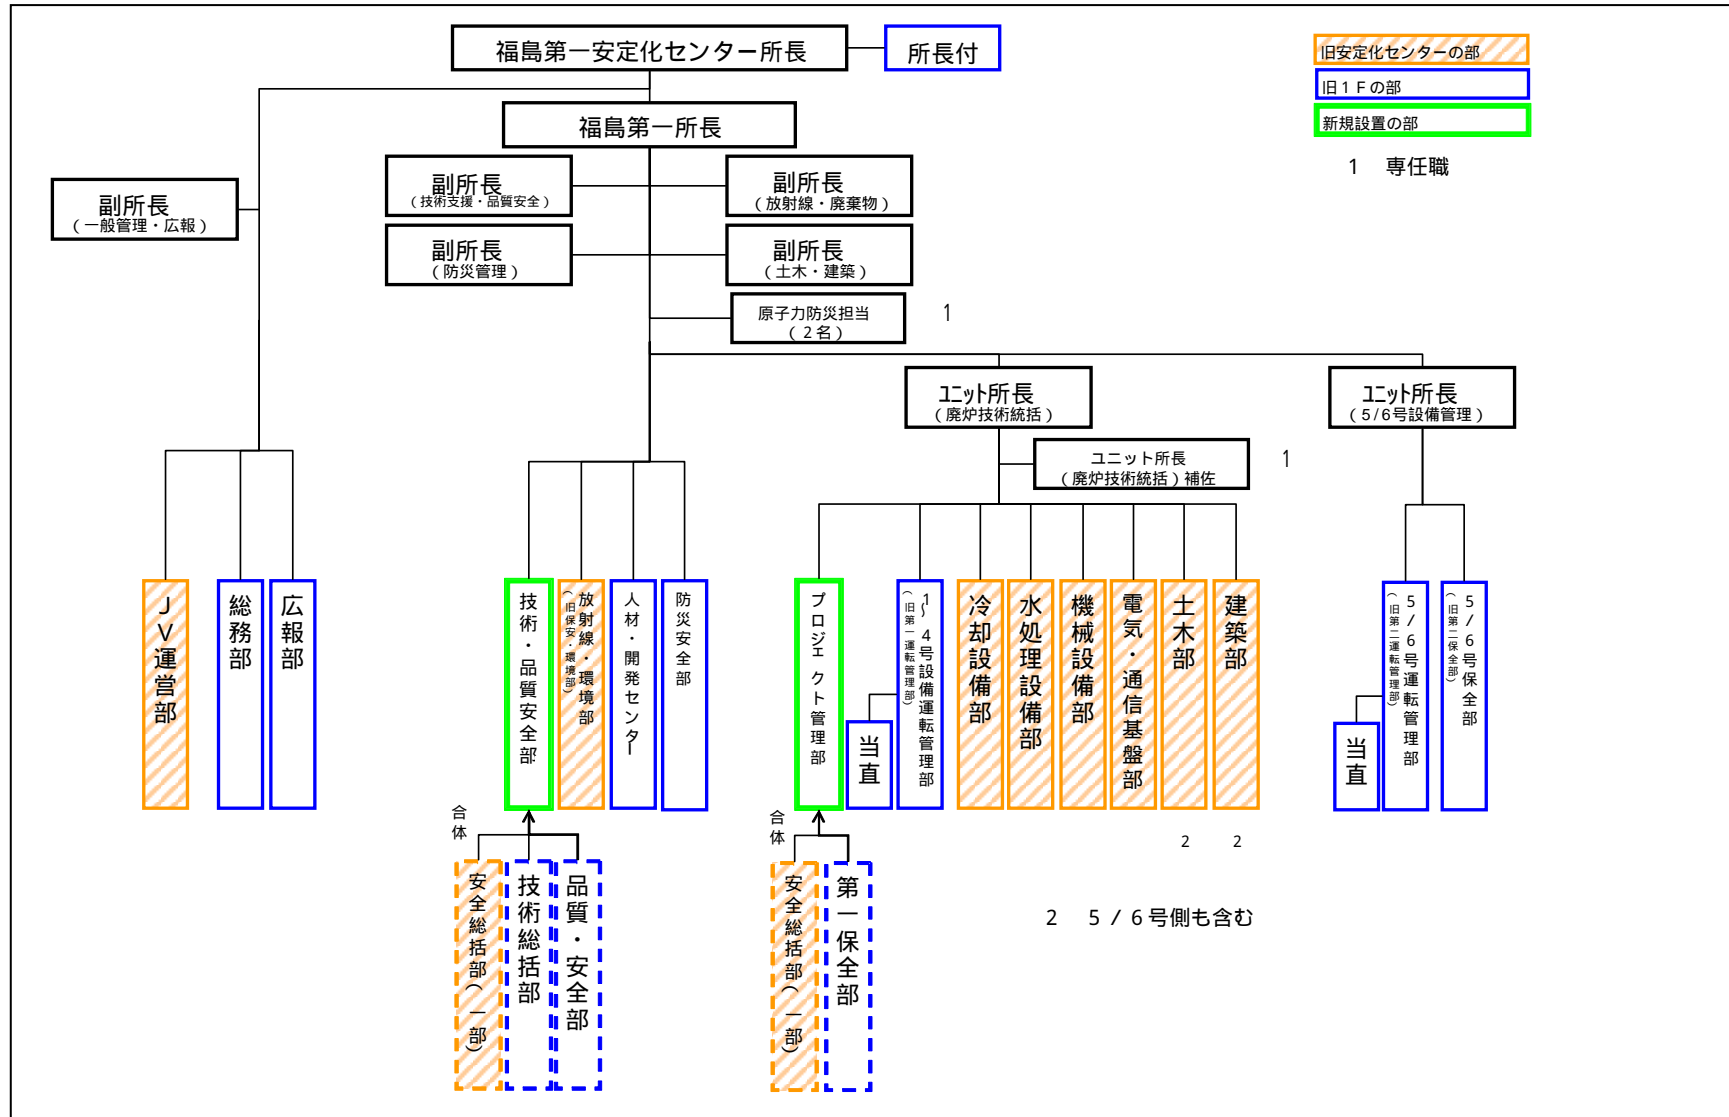 福島第一安定化センター所長
所長付
旧安定化センターの部
旧1Fの部
新規設置の部
1 専任職
福島第一所長
副所長
(一般管理・広報)
副所長
(技術支援・品質安全)
副所長
(放射線・廃棄物)
副所長
(防災管理)
副所長
(土木・建築)
原子力防災担当
(2名)
1
ユニット所長
(廃炉技術統括)
ユニット所長
(5/6号設備管理)
ユニット所長
(廃炉技術統括)補佐
1
JV運営部
総務部
広報部
技術・品質安全部
放射線・環境部
(旧保安・環境部)
人材・開発センター
防災安全部
プロジェクト管理部
当直
1~4号設備運転管理部
(旧第一運転管理部)
冷却設備部
水処理設備部
機械設備部
電気・通信基盤部
土木部
建築部
当直
5/6号運転管理部
(旧第二運転管理部)
5/6号保全部
(旧第二保全部)
合体
合体
2
2
安全総括部(一部)
技術総括部
品質・安全部
安全総括部(一部)
第一保全部
2 5/6号側も含む